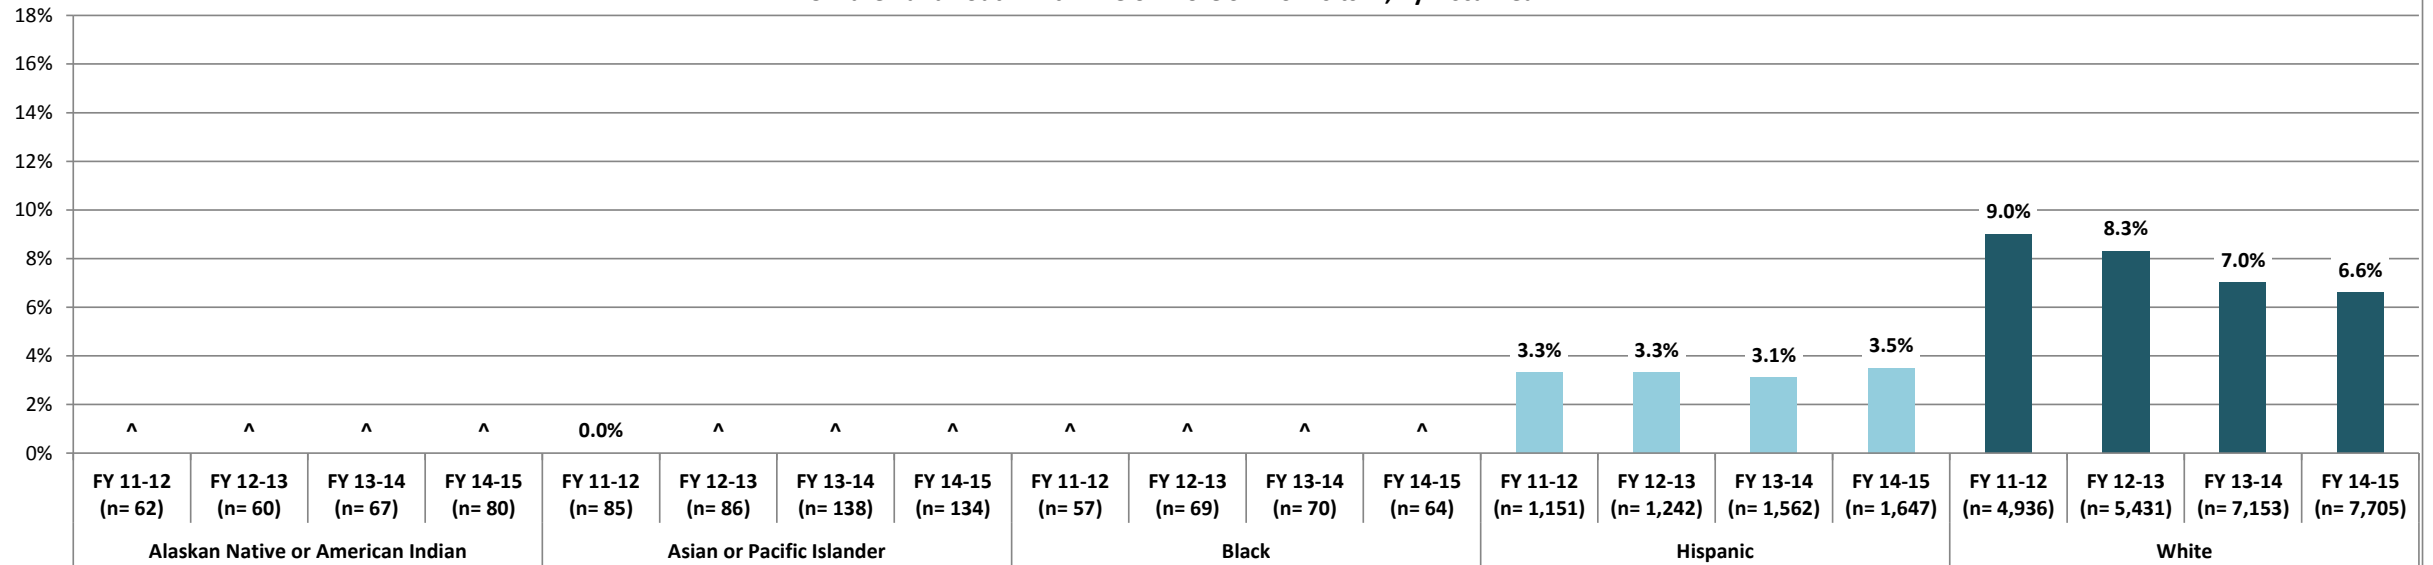 18%
16%
14%
12%
10%
8%
6%
4%
2%
0%
^ ^ ^ ^ 0.0% ^ ^ ^ ^ ^ ^ ^ 3.3% 3.3% 3.1% 3.5% 9.0% 8.3% 7.0% 6.6%
FY 11-12 FY 12-13 FY 13-14 FY 14-15 FY 11-12 FY 12-13 FY 13-14 FY 14-15 FY 11-12 FY 12-13 FY 13-14 FY 14-15 FY 11-12 FY 12-13 FY 13-14 FY 14-15 FY 11-12 FY 12-13 FY 13-14 FY 14-15
(n= 62) (n= 60) (n= 67) (n= 80) (n= 85) (n= 86) (n= 138) (n= 134) (n= 57) (n= 69) (n= 70) (n= 64) (n= 1,151) (n= 1,242) (n= 1,562) (n= 1,647) (n= 4,936) (n= 5,431) (n= 7,153) (n= 7,705)
Alaskan Native or American Indian Asian or Pacific Islander Black Hispanic White